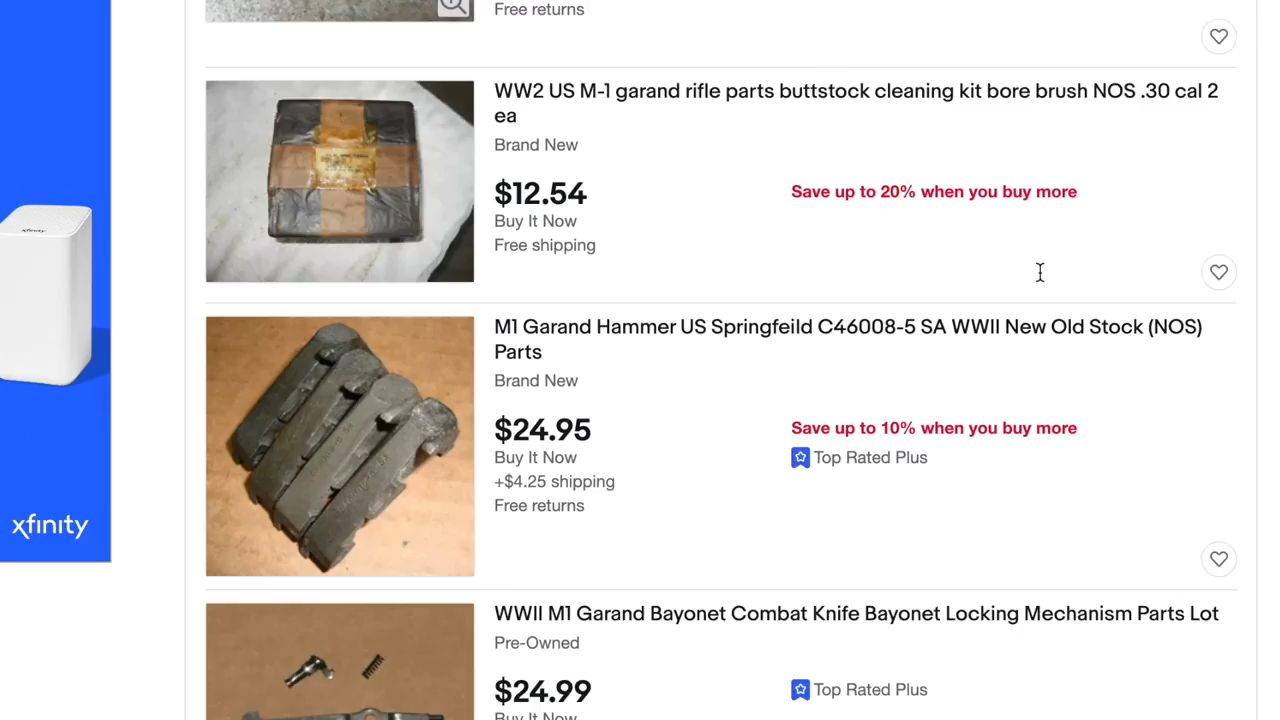 Free returns
WW2 US M-1 garand rifle parts buttstock cleaning kit bore brush NOS .30 cal 2
ea
Brand New
$12.54
Save up to 20% when you buy more
Buy It Now
Free shipping
xfinity
M1 Garand Hammer US Springfeild C46008-5 SA WWII New Old Stock (NOS)
Parts
Brand New
$24.95
Save up to 10% when you buy more
Buy It Now
Top Rated Plus
+$4.25 shipping
Free returns
xfinity
WWII M1 Garand Bayonet Combat Knife Bayonet Locking Mechanism Parts Lot
Pre-Owned
$24.99
Top Rated Plus
Buy It Now